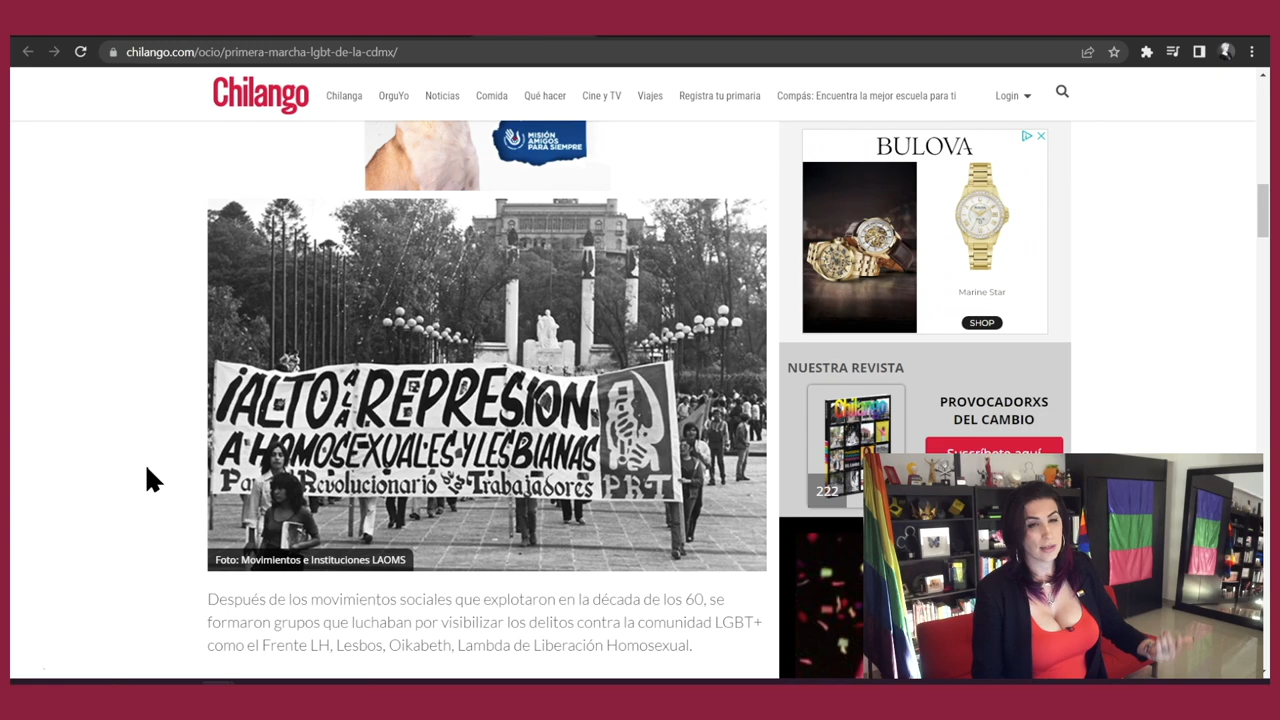 chilango.com/ocio/primera-marcha-lgbt-de-la-cdmx/
Chilango
Chilanga OrguYo Noticias Comida Qué hacer Cine y TV Viajes Registra tu primaria Compás: Encuentra la mejor escuela para ti Login
MISIÓN
AMIGOS
PARA SIEMPRE
BULOVA
Marine Star
SHOP
¡ALTO A LA REPRESION
A HOMOSEXUALES Y LESBIANAS
Revolucionario de los Trabajadores
PRT
Foto: Movimientos e Instituciones LAOMS
NUESTRA REVISTA
Chilango
222
PROVOCADORXS
DEL CAMBIO
Suscríbete aquí
Después de los movimientos sociales que explotaron en la década de los 60, se
formaron grupos que luchaban por visibilizar los delitos contra la comunidad LGBT+
como el Frente LH, Lesbos, Oikabeth, Lambda de Liberación Homosexual.